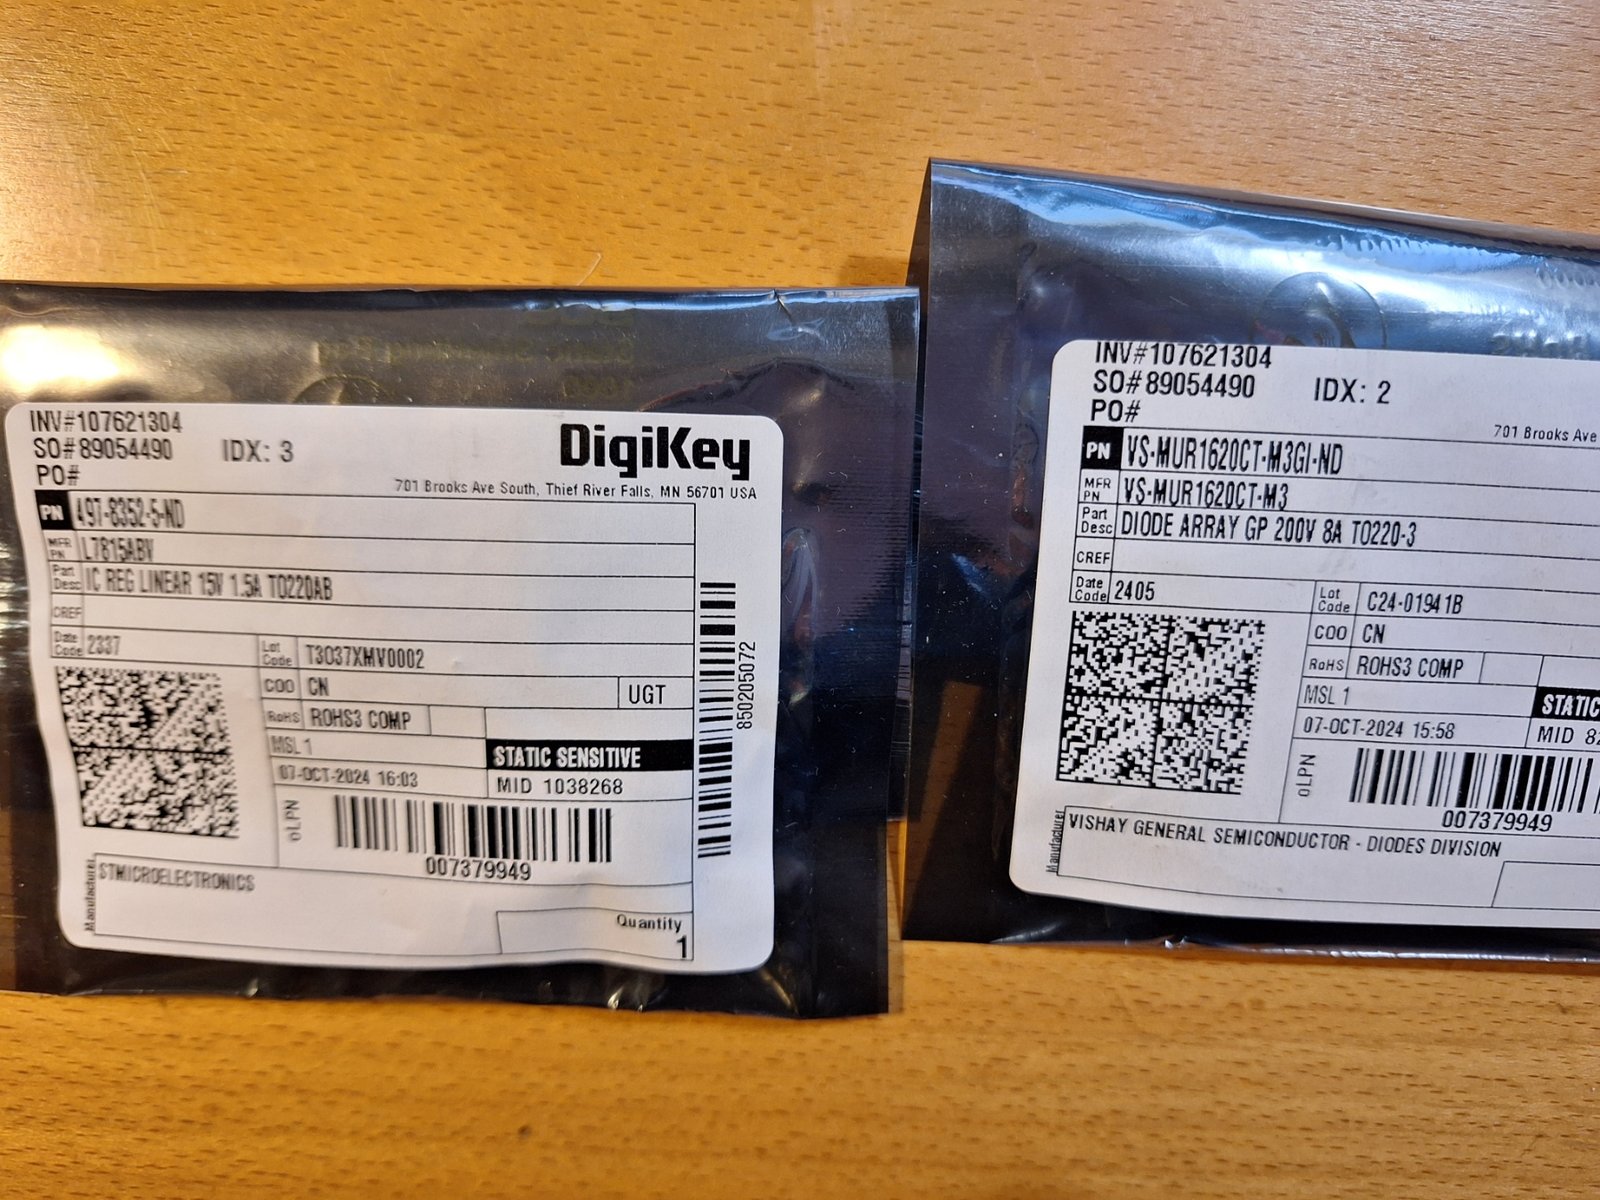 INV#107621304
SO#89054490 IDX: 3
PO#
DigiKey
701 Brooks Ave South, Thief River Falls, MN 56701 USA
PN 497-8352-5-ND
MFR PN L7815ABV
Part Desc IC REG LINEAR 15V 1.5A TO220AB
CREF
Date Code 2337
Lot Code T3037XMV0002
COO CN UGT
RoHS ROHS3 COMP
MSL 1
STATIC SENSITIVE
07-OCT-2024 16:03 MID 1038268
oLPN
007379949
850205072
Manufacturer STMICROELECTRONICS
Quantity
1
INV#107621304
SO#89054490 IDX: 2
PO#
701 Brooks Ave
PN VS-MUR1620CT-M3GI-ND
MFR PN VS-MUR1620CT-M3
Part Desc DIODE ARRAY GP 200V 8A TO220-3
CREF
Date Code 2405
Lot Code C24-01941B
COO CN
RoHS ROHS3 COMP
MSL 1
STATIC
07-OCT-2024 15:58 MID 82
oLPN
007379949
Manufacturer VISHAY GENERAL SEMICONDUCTOR - DIODES DIVISION